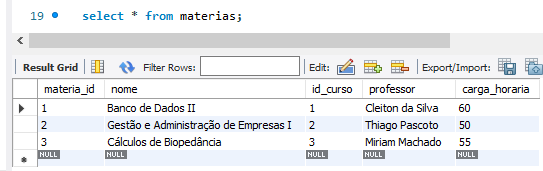 19 select * from materias;
Result Grid Filter Rows: Edit: Export/Import:
materia_id nome id_curso professor carga_horaria
1 Banco de Dados II 1 Cleiton da Silva 60
2 Gestão e Administração de Empresas I 2 Thiago Pascoto 50
3 Cálculos de Biopedância 3 Miriam Machado 55
NULL NULL NULL NULL NULL